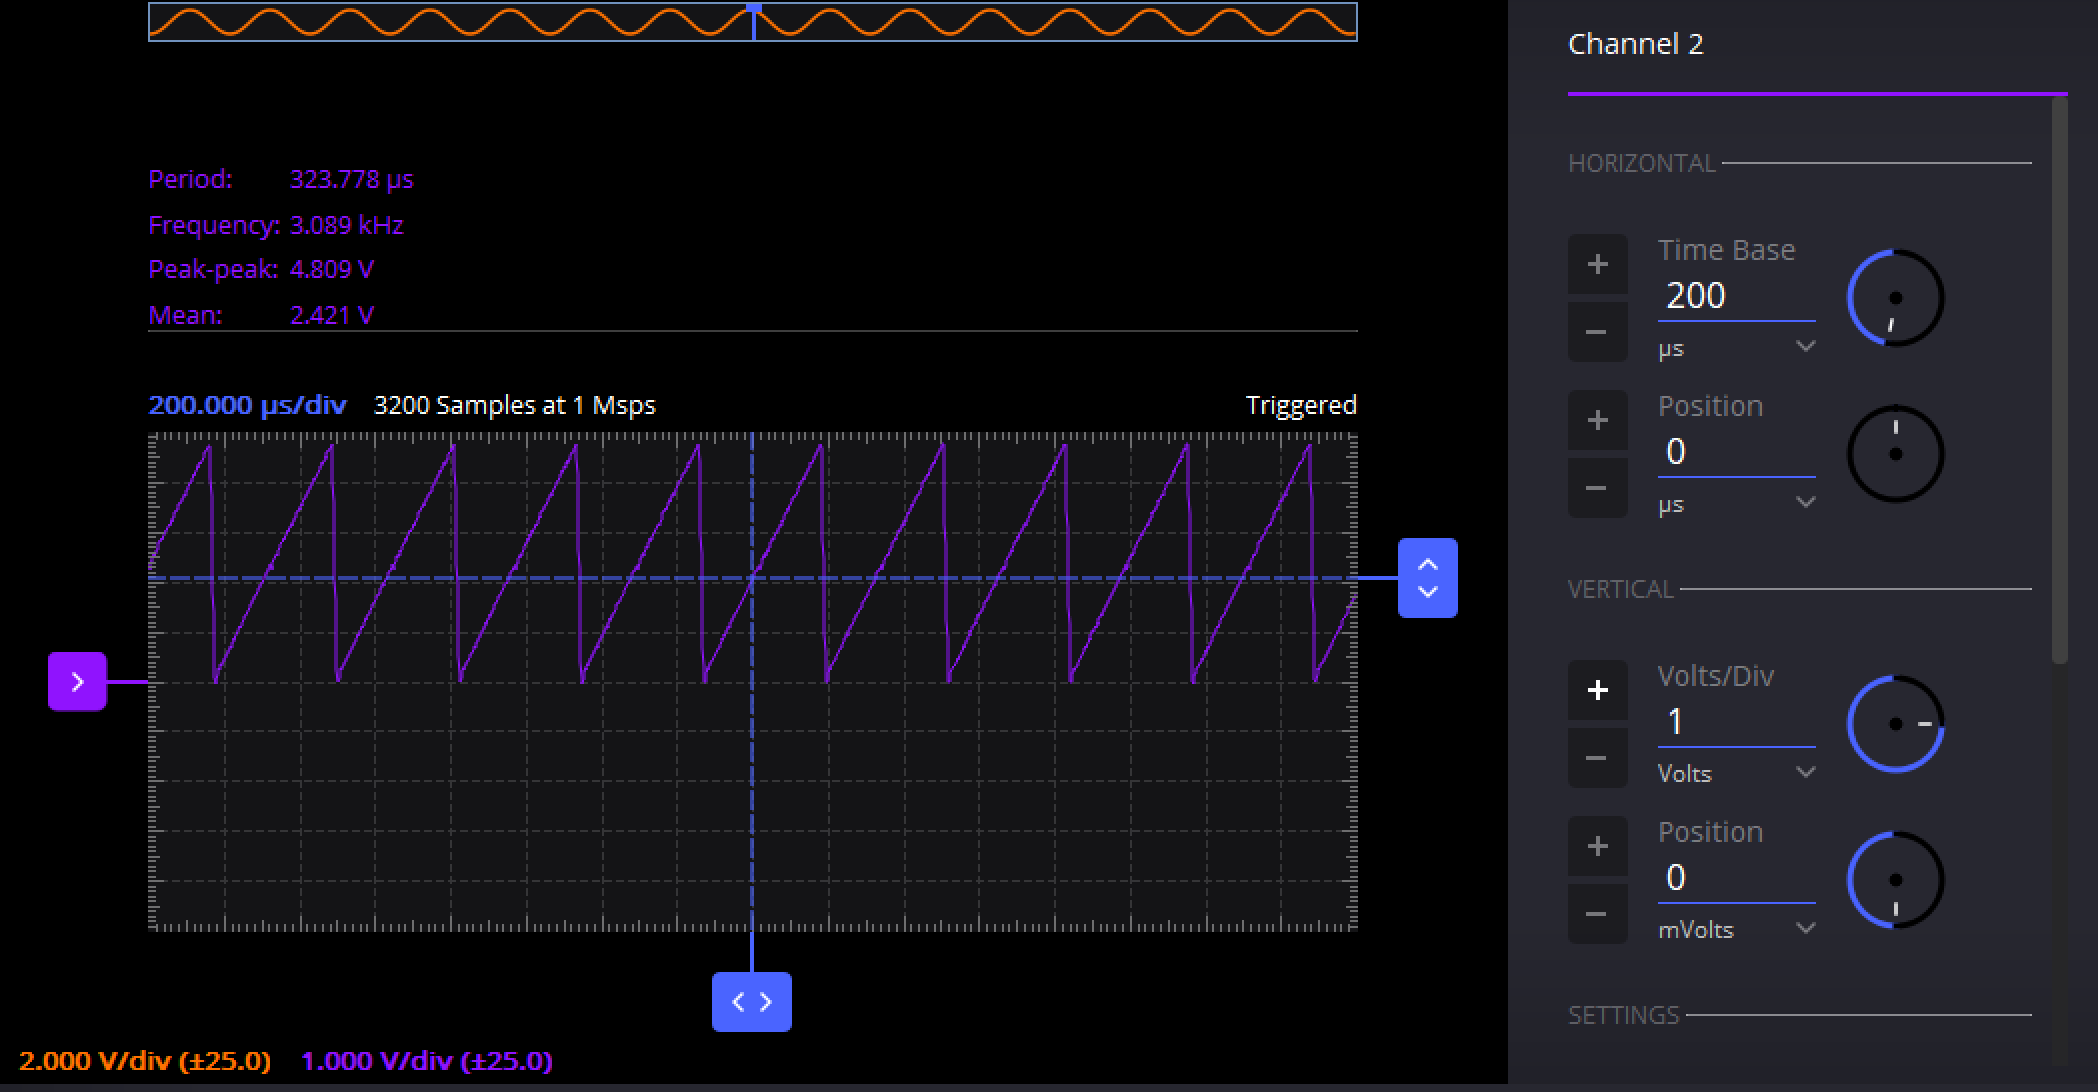 Channel 2
HORIZONTAL
Period: 323.778 µs
Frequency: 3.089 kHz
Peak-peak: 4.809 V
Mean: 2.421 V
Time Base
200
µs
200.000 µs/div 3200 Samples at 1 Msps Triggered
Position
0
µs
VERTICAL
Volts/Div
1
Volts
Position
0
mVolts
SETTINGS
2.000 V/div (±25.0) 1.000 V/div (±25.0)